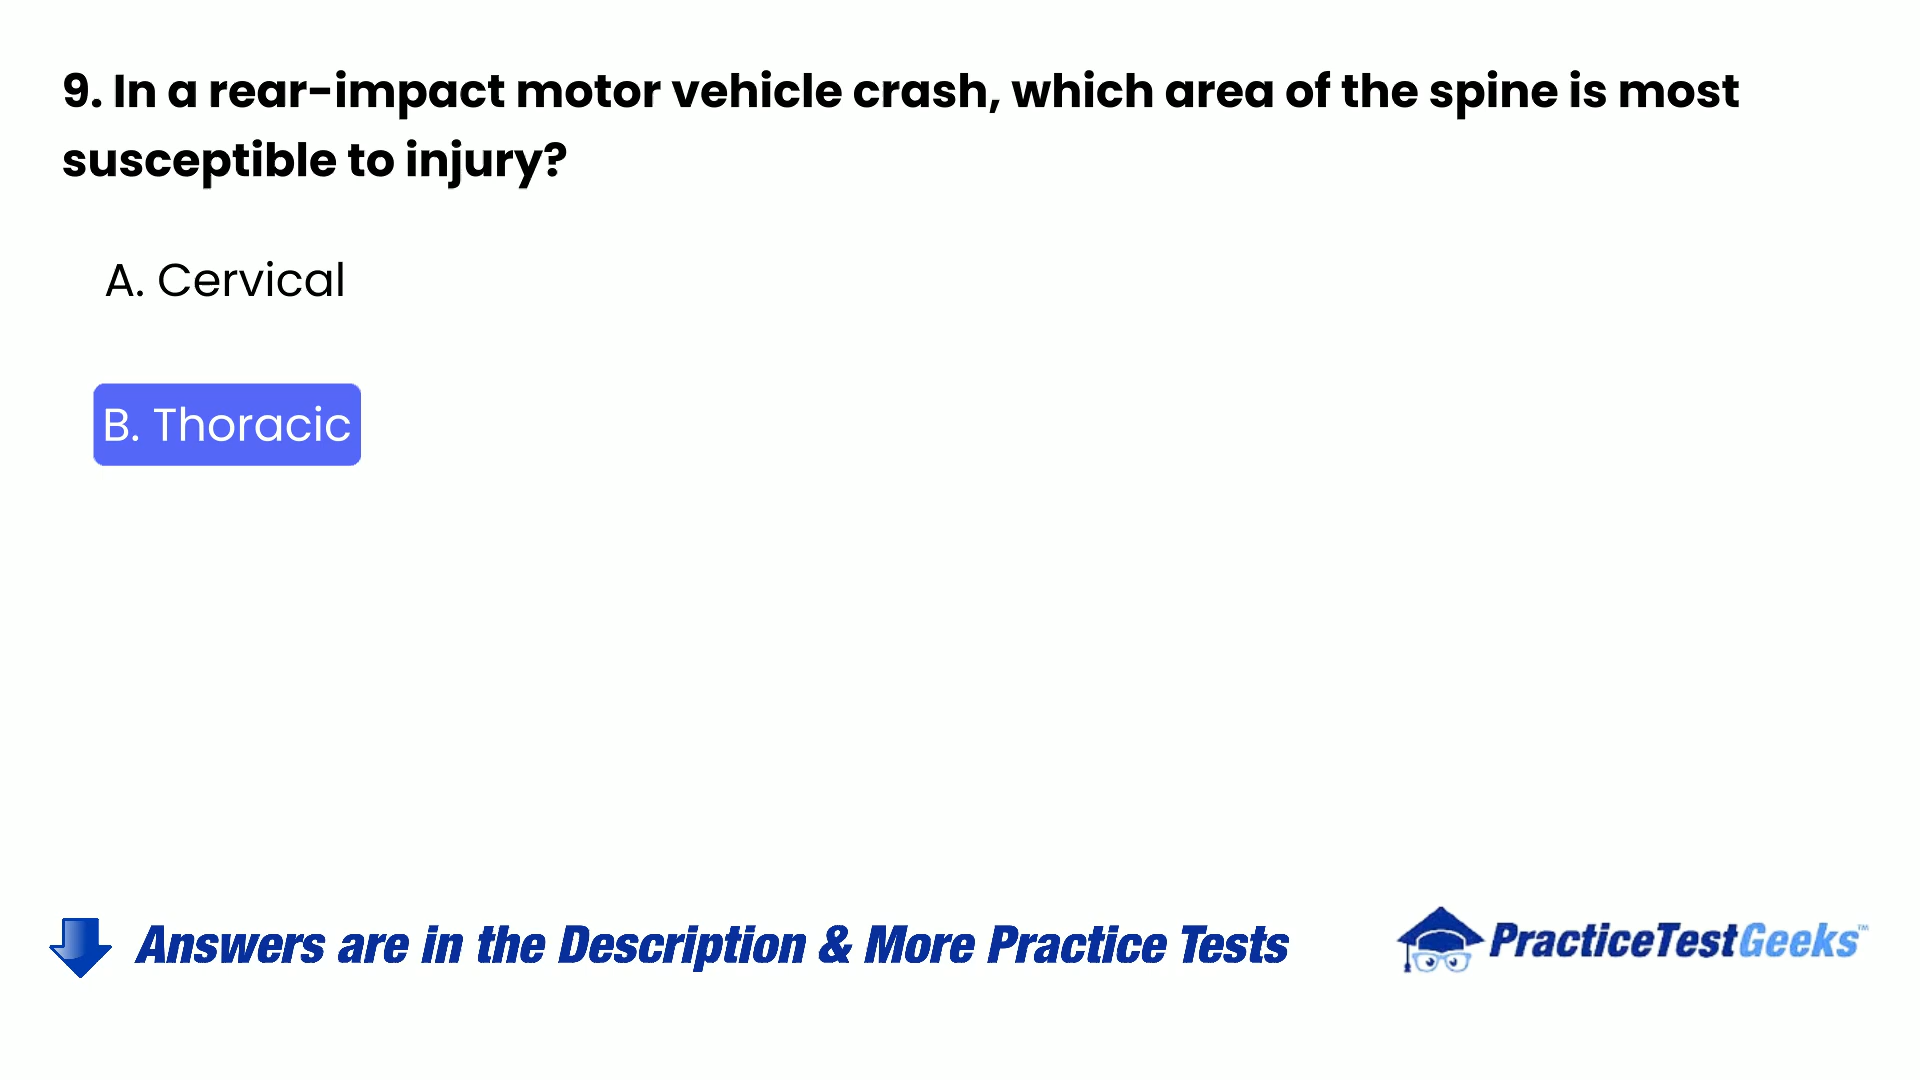 9. In a rear-impact motor vehicle crash, which area of the spine is most
susceptible to injury?
A. Cervical
B. Thoracic
Answers are in the Description & More Practice Tests
PracticeTestGeeks™